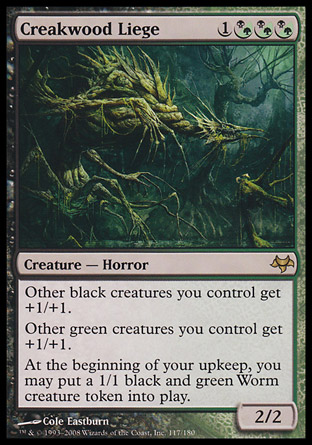 Creakwood Liege 1
Creature — Horror
Other black creatures you control get
+1/+1.
Other green creatures you control get
+1/+1.
At the beginning of your upkeep, you
may put a 1/1 black and green Worm
creature token into play.
Cole Eastburn
™ & © 1993–2008 Wizards of the Coast, Inc. 117/180
2/2